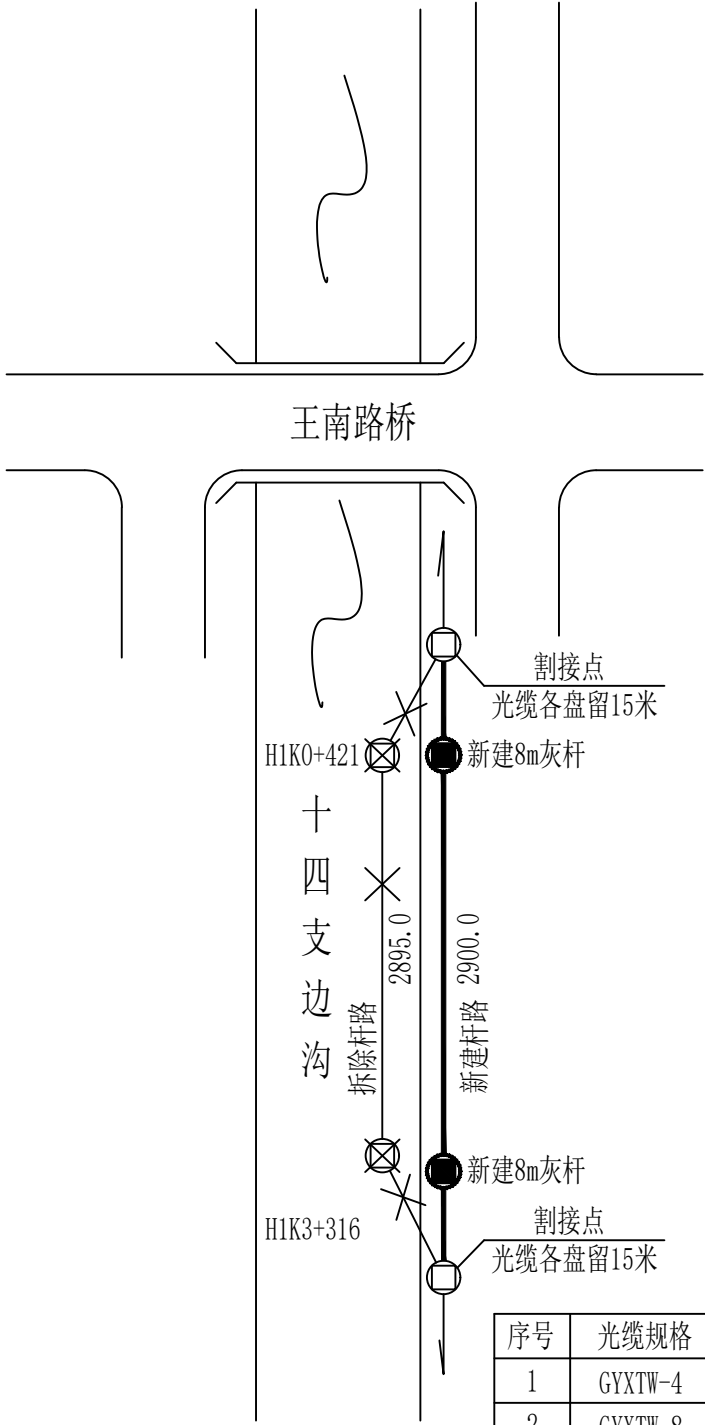 王南路桥
割接点
光缆各盘留15米
H1K0+421
新建8m灰杆
十四支边沟
拆除杆路
2895.0
新建杆路 2900.0
新建8m灰杆
H1K3+316
割接点
光缆各盘留15米
序号 光缆规格
1 GYXTW-4
2 GYXTW-8